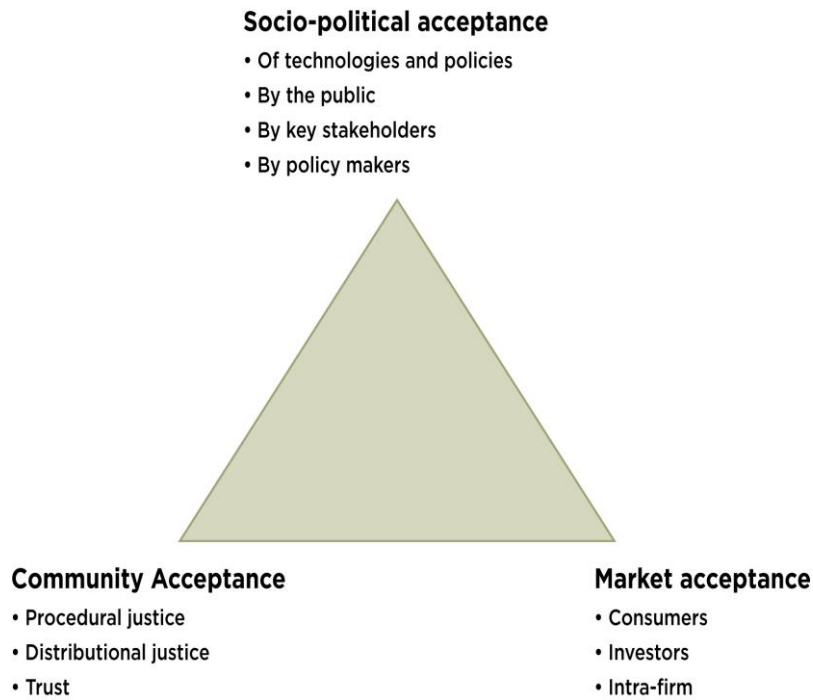 Socio-political acceptance
• Of technologies and policies
• By the public
• By key stakeholders
• By policy makers
Community Acceptance
• Procedural justice
• Distributional justice
• Trust
Market acceptance
• Consumers
• Investors
• Intra-firm